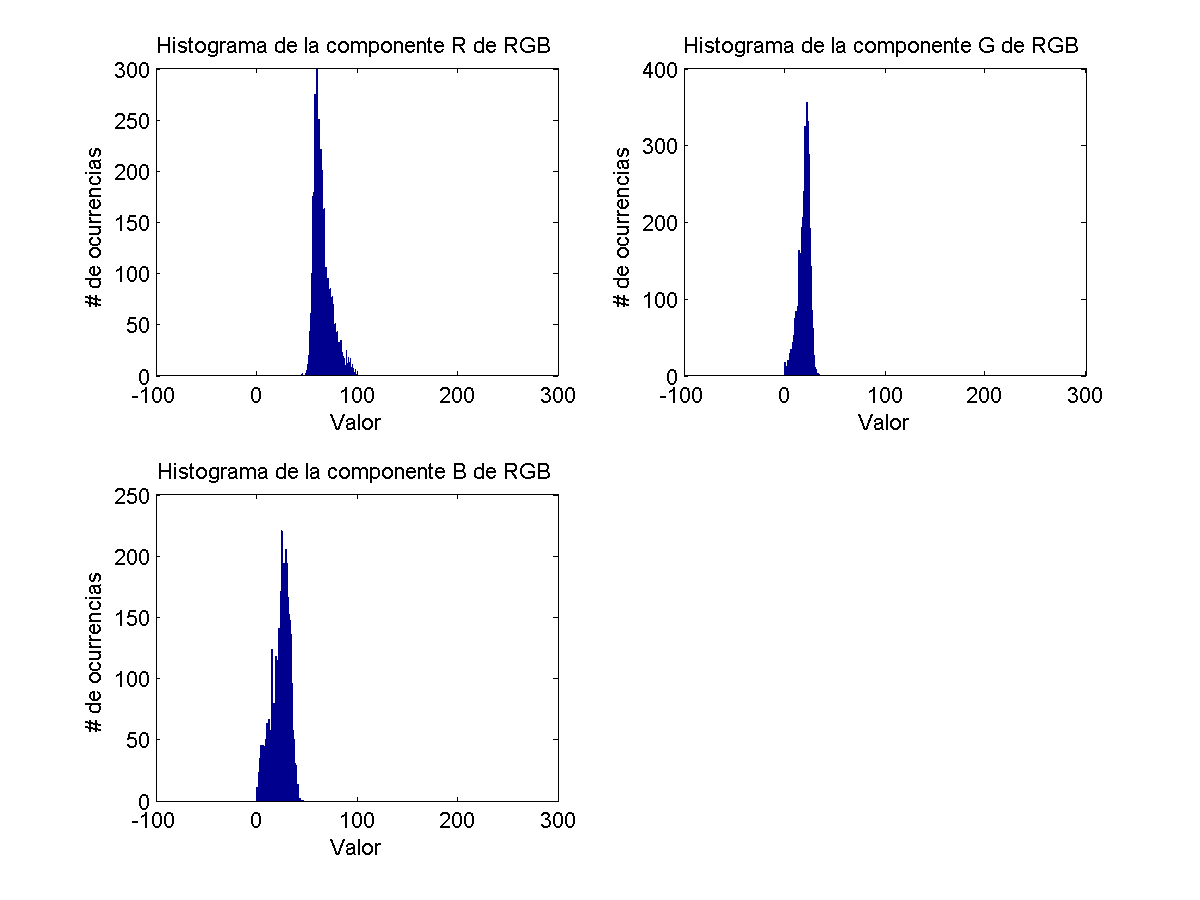 Histograma de la componente R de RGB
300
250
200
150
100
50
0
# de ocurrencias
-100 0 100 200 300
Valor
Histograma de la componente G de RGB
400
300
200
100
0
# de ocurrencias
-100 0 100 200 300
Valor
Histograma de la componente B de RGB
250
200
150
100
50
0
# de ocurrencias
-100 0 100 200 300
Valor